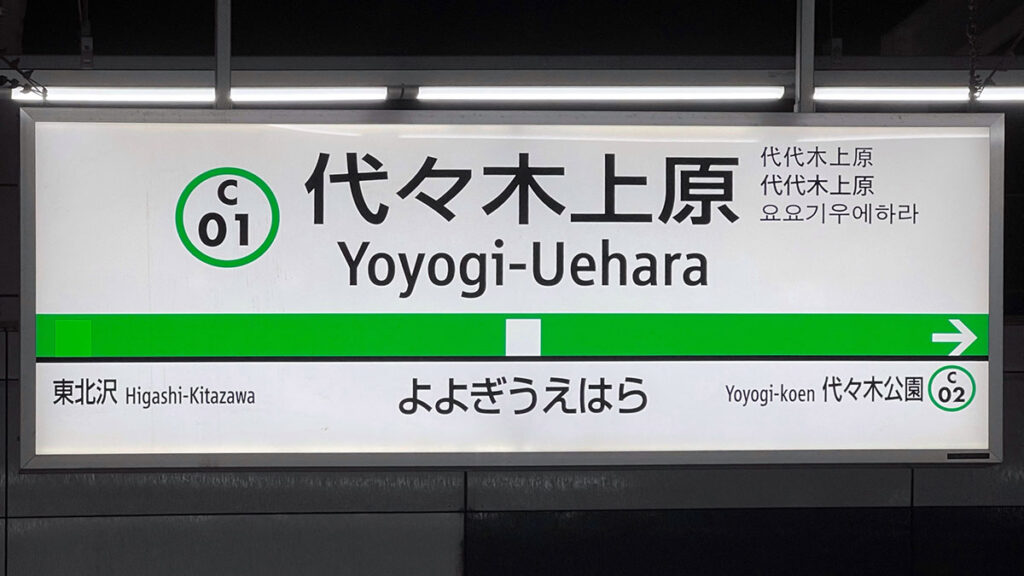 C
01
代々木上原
Yoyogi-Uehara
代代木上原
代代木上原
요요기우에하라
東北沢 Higashi-Kitazawa
よよぎうえはら
Yoyogi-koen 代々木公園
C
02